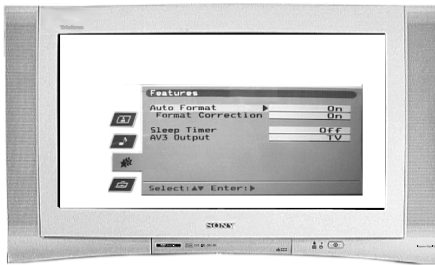 Features
Auto Format On
Format Correction On
Sleep Timer Off
AV3 Output TV
Select:▲▼ Enter:▶
SONY